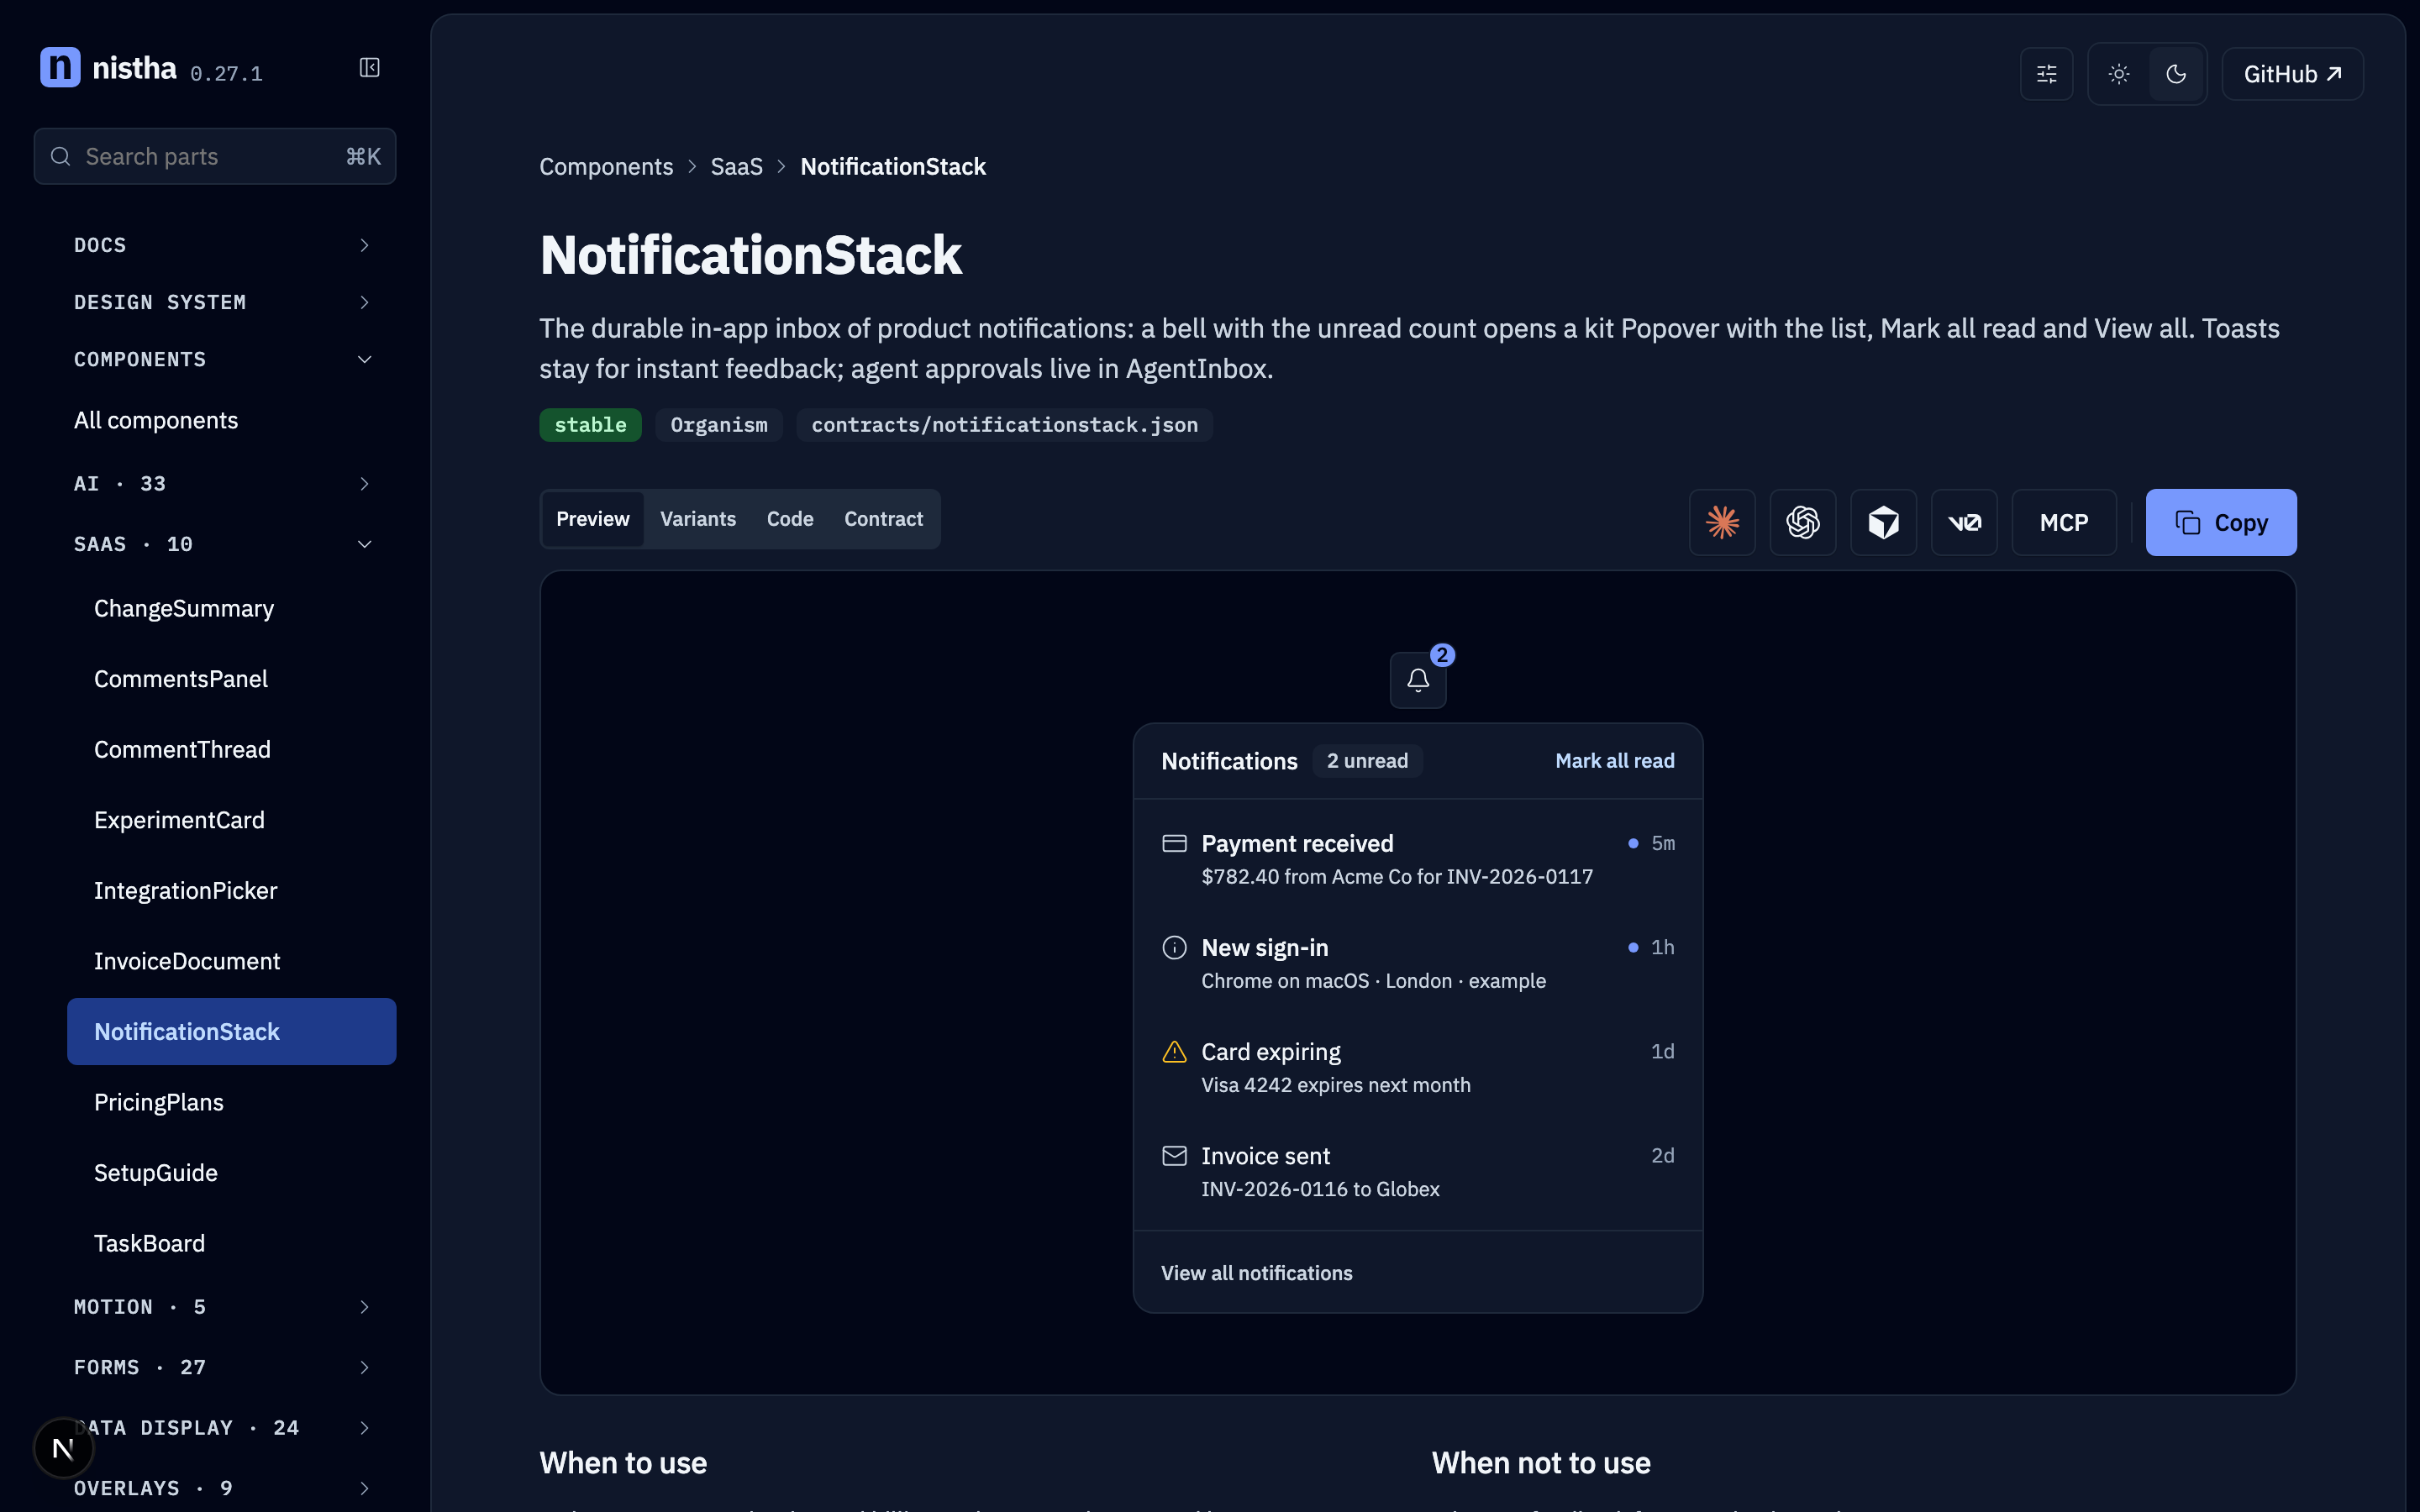 n nistha 0.27.1
Search parts ⌘K
DOCS
DESIGN SYSTEM
COMPONENTS
All components
AI · 33
SAAS · 10
ChangeSummary
CommentsPanel
CommentThread
ExperimentCard
IntegrationPicker
InvoiceDocument
NotificationStack
PricingPlans
SetupGuide
TaskBoard
MOTION · 5
FORMS · 27
DATA DISPLAY · 24
OVERLAYS · 9
N
GitHub
Components > SaaS > NotificationStack
NotificationStack
The durable in-app inbox of product notifications: a bell with the unread count opens a kit Popover with the list, Mark all read and View all. Toasts
stay for instant feedback; agent approvals live in AgentInbox.
stable Organism contracts/notificationstack.json
Preview Variants Code Contract
v0 MCP Copy
2
Notifications 2 unread Mark all read
Payment received 5m
$782.40 from Acme Co for INV-2026-0117
New sign-in 1h
Chrome on macOS · London · example
Card expiring 1d
Visa 4242 expires next month
Invoice sent 2d
INV-2026-0116 to Globex
View all notifications
When to use
When not to use